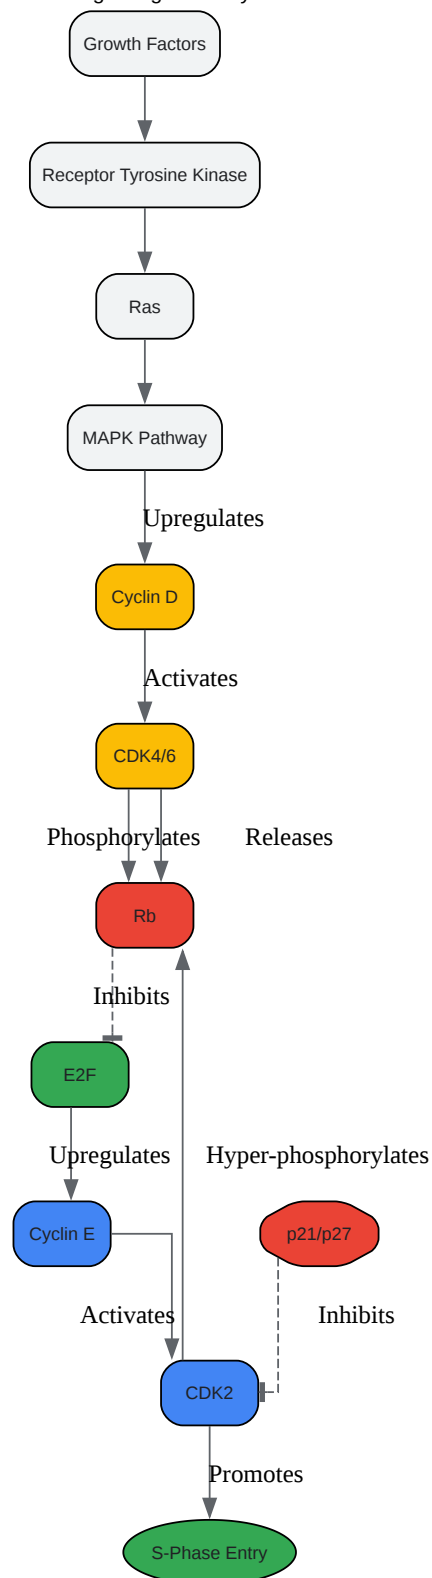 Growth Factors
Receptor Tyrosine Kinase
Ras
MAPK Pathway
Upregulates
Cyclin D
Activates
CDK4/6
Phosphorylates
Releases
Rb
Inhibits
E2F
Upregulates
Hyper-phosphorylates
Cyclin E
p21/p27
Activates
Inhibits
CDK2
Promotes
S-Phase Entry